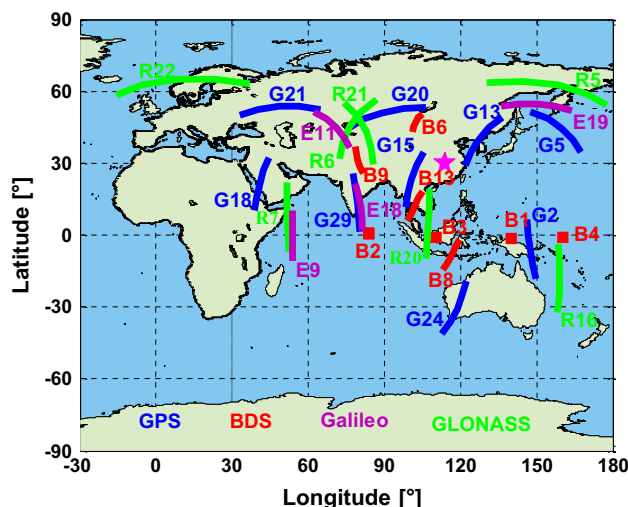 90
60
30
0
-30
-60
-90
Latitude [°]
R22
G21
R21
G20
R5
G13
E19
E11
B6
G5
R6
G15
B9
G18
B13
R7
G29
E18
G2
B1
B4
B2
B3
R20
E9
B8
G24
R16
GPS BDS Galileo GLONASS
-30 0 30 60 90 120 150 180
Longitude [°]